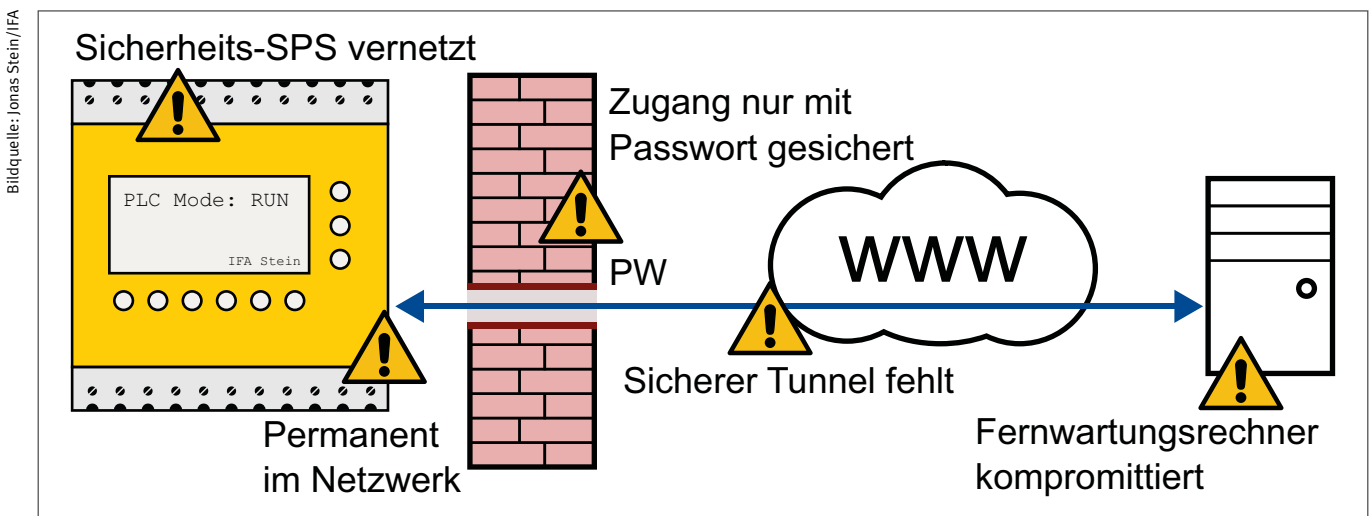 Bildquelle: Jonas Stein/IFA
Sicherheits-SPS vernetzt
PLC Mode: RUN
IFA Stein
Zugang nur mit
Passwort gesichert
PW
WWW
Sicherer Tunnel fehlt
Permanent
im Netzwerk
Fernwartungsrechner
kompromittiert